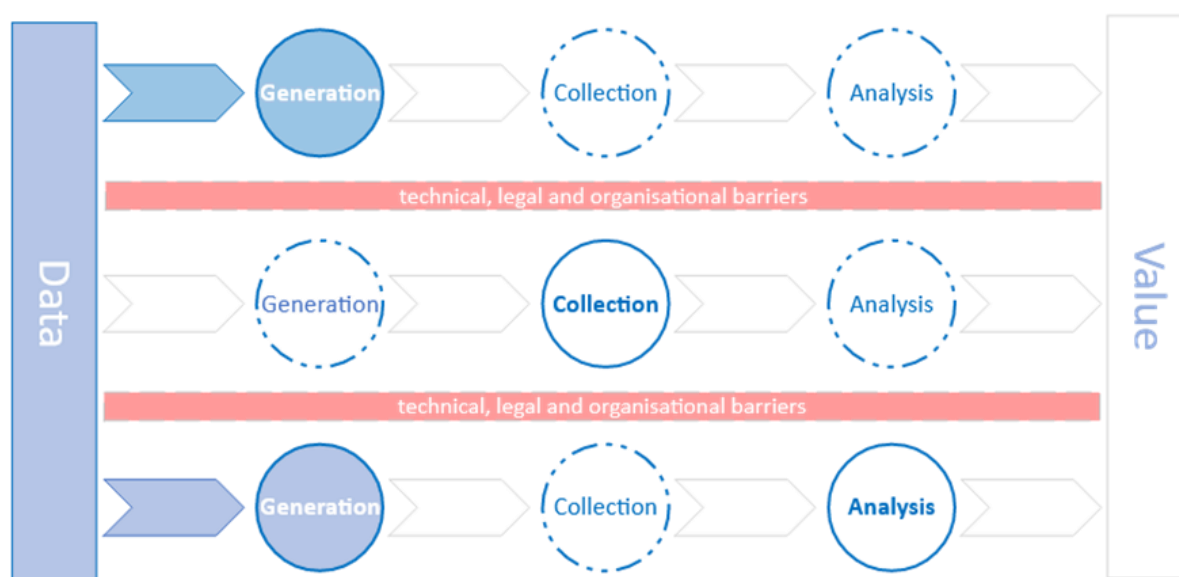 Data
Generation
Collection
Analysis
technical, legal and organisational barriers
Generation
Collection
Analysis
technical, legal and organisational barriers
Generation
Collection
Analysis
Value